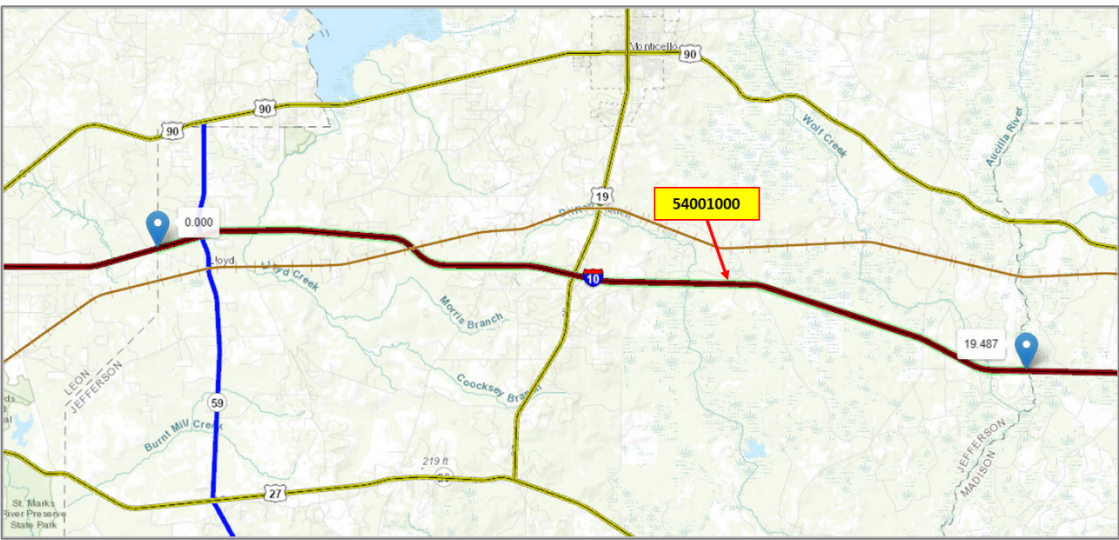 Monticello
90
90
90
Wolf Creek
Aucilla River
19
54001000
0.000
Lloyd
Lloyd Creek
10
Morris Branch
19.487
LEON
JEFFERSON
Coocksey Branch
59
Burnt Mill Creek
JEFFERSON
MADISON
219 ft
27
St. Marks
River Preserve
State Park